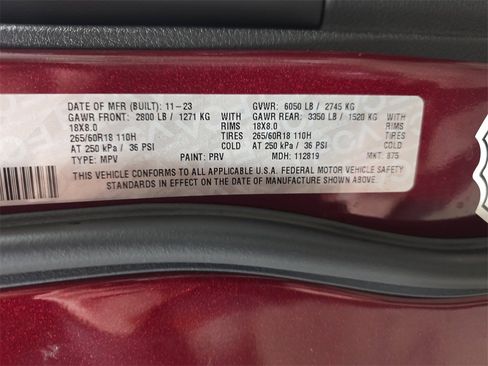 DATE OF MFR (BUILT): 11-23 GVWR: 6050 LB / 2745 KG
GAWR FRONT: 2800 LB / 1271 KG WITH GAWR REAR: 3350 LB / 1520 KG WITH
18X8.0 RIMS 18X8.0 RIMS
265/60R18 110H TIRES 265/60R18 110H TIRES
AT 250 kPa / 36 PSI COLD AT 250 kPa / 36 PSI COLD
TYPE: MPV PAINT: PRV MDH: 112819 MKT: 875
THIS VEHICLE CONFORMS TO ALL APPLICABLE U.S.A. FEDERAL MOTOR VEHICLE SAFETY
STANDARDS IN EFFECT ON THE DATE OF MANUFACTURE SHOWN ABOVE.